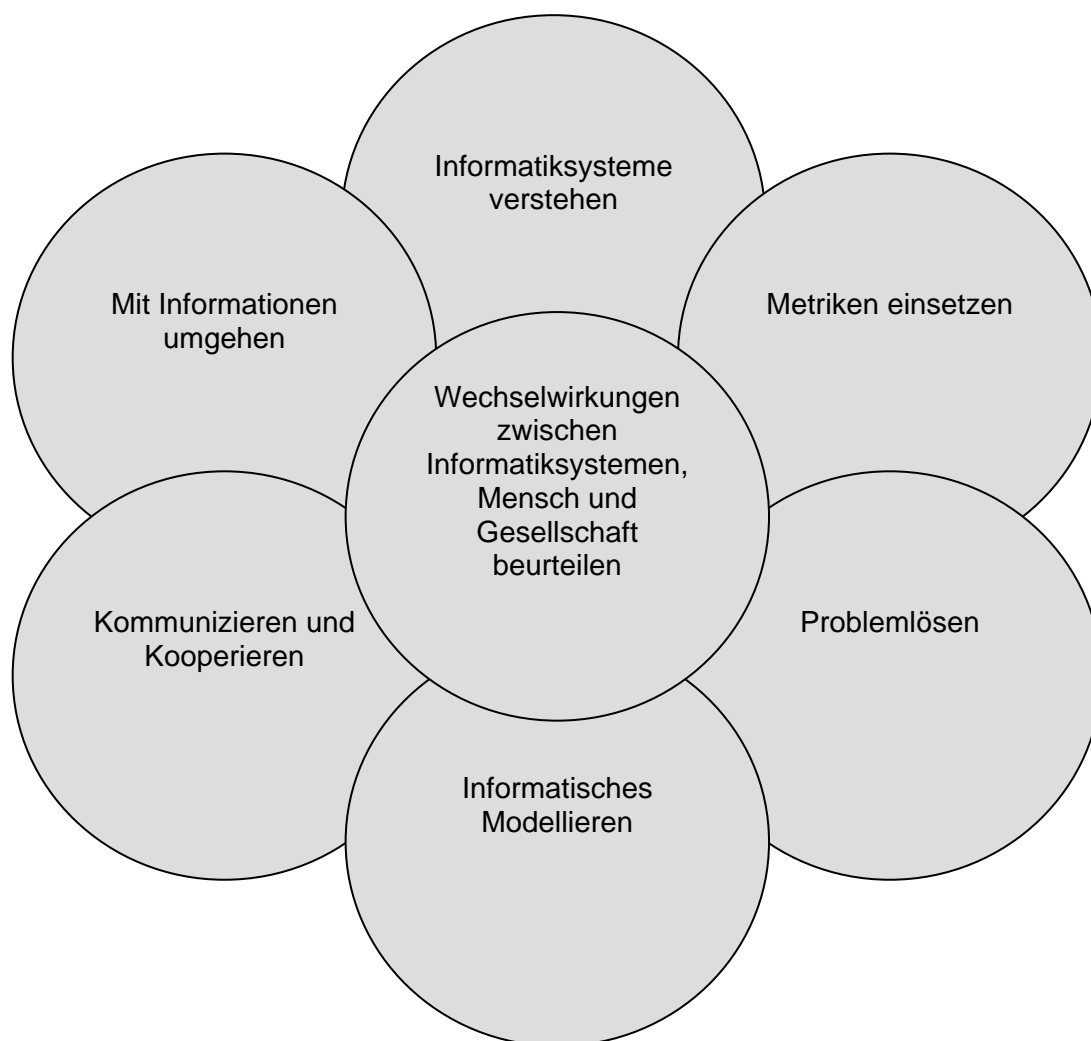 Informatiksysteme
verstehen
Mit Informationen
umgehen
Metriken einsetzen
Wechselwirkungen
zwischen
Informatiksystemen,
Mensch und
Gesellschaft
beurteilen
Kommunizieren und
Kooperieren
Problemlösen
Informatisches
Modellieren